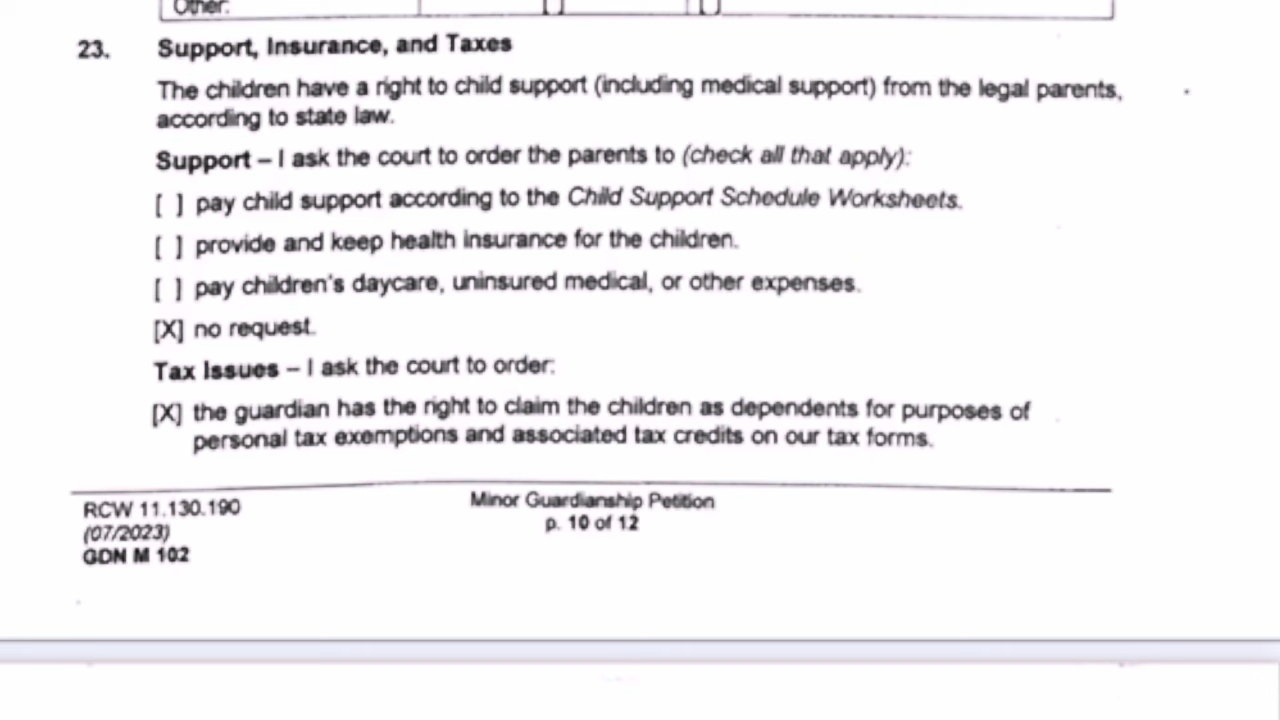 Other:
23. Support, Insurance, and Taxes
The children have a right to child support (including medical support) from the legal parents,
according to state law.
Support – I ask the court to order the parents to (check all that apply):
[ ] pay child support according to the Child Support Schedule Worksheets.
[ ] provide and keep health insurance for the children.
[ ] pay children's daycare, uninsured medical, or other expenses.
[X] no request.
Tax Issues – I ask the court to order:
[X] the guardian has the right to claim the children as dependents for purposes of
personal tax exemptions and associated tax credits on our tax forms.
RCW 11.130.190
(07/2023)
GDN M 102
Minor Guardianship Petition
p. 10 of 12